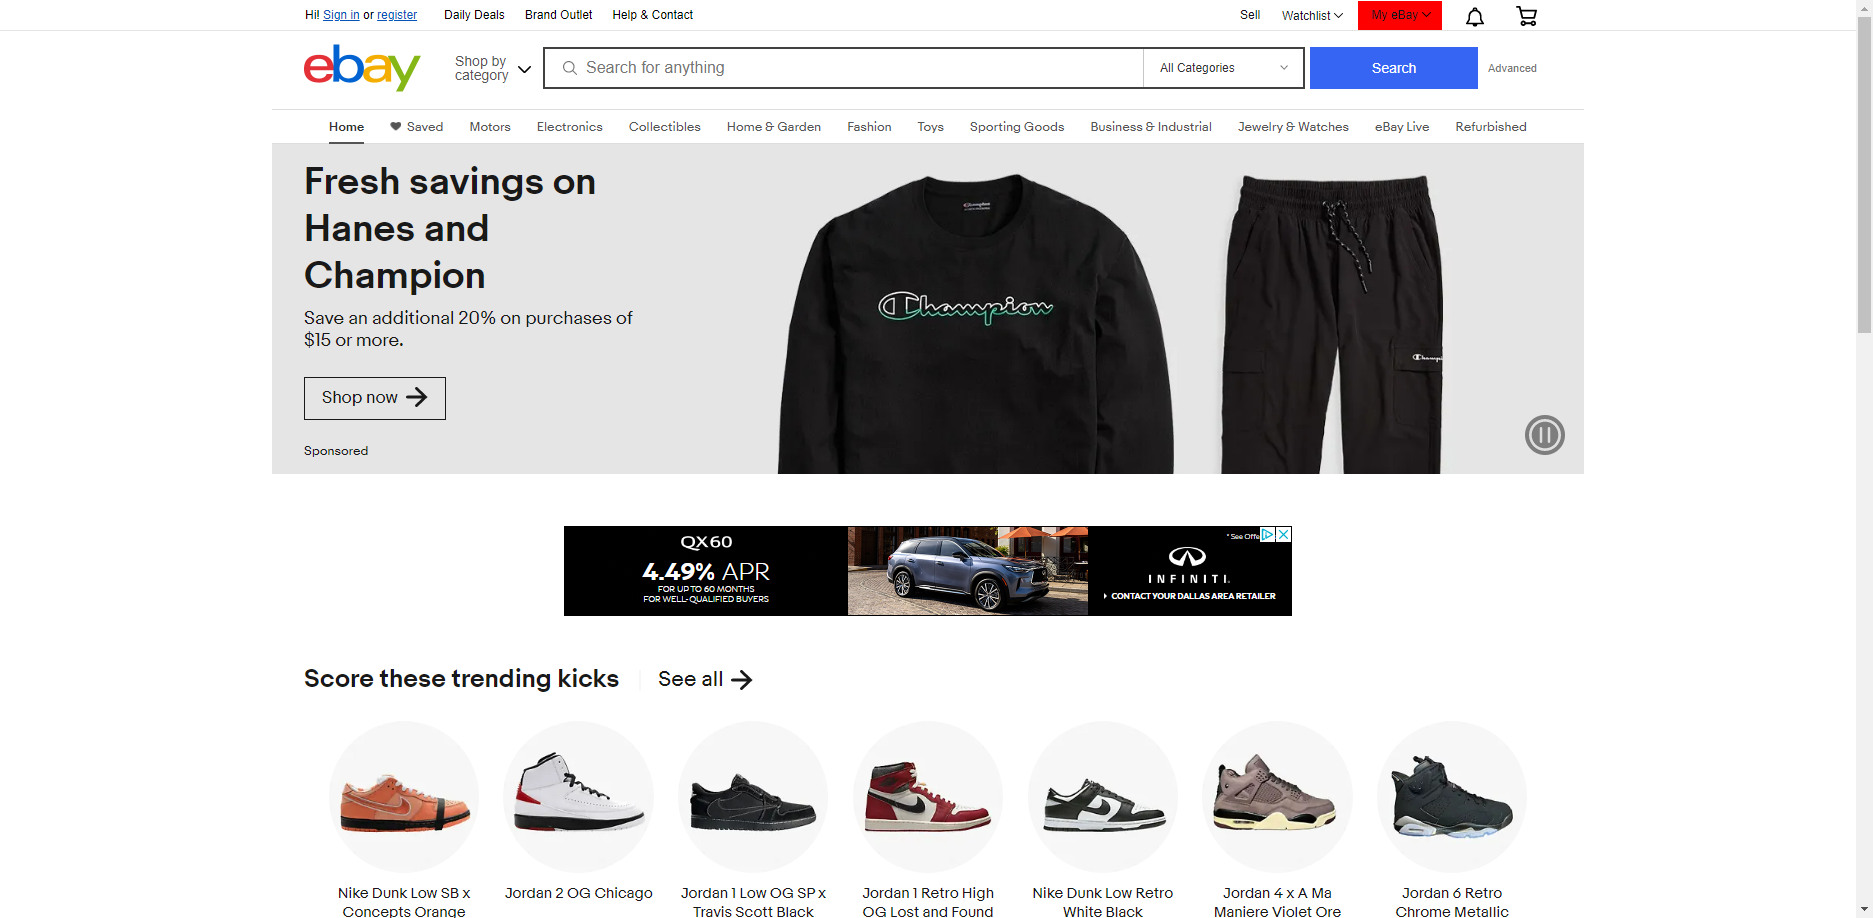 Hi! Sign in or register Daily Deals Brand Outlet Help & Contact Sell Watchlist My eBay
ebay
Shop by
category
Search for anything All Categories Search Advanced
Home Saved Motors Electronics Collectibles Home & Garden Fashion Toys Sporting Goods Business & Industrial Jewelry & Watches eBay Live Refurbished
Fresh savings on
Hanes and
Champion
Save an additional 20% on purchases of
$15 or more.
Shop now
Sponsored
Champion
Champion
QX60
4.49% APR
FOR UP TO 60 MONTHS
FOR WELL-QUALIFIED BUYERS
* See Offe
INFINITI
CONTACT YOUR DALLAS AREA RETAILER
Score these trending kicks See all
Nike Dunk Low SB x
Concepts Orange
Jordan 2 OG Chicago
Jordan 1 Low OG SP x
Travis Scott Black
Jordan 1 Retro High
OG Lost and Found
Nike Dunk Low Retro
White Black
Jordan 4 x A Ma
Maniere Violet Ore
Jordan 6 Retro
Chrome Metallic